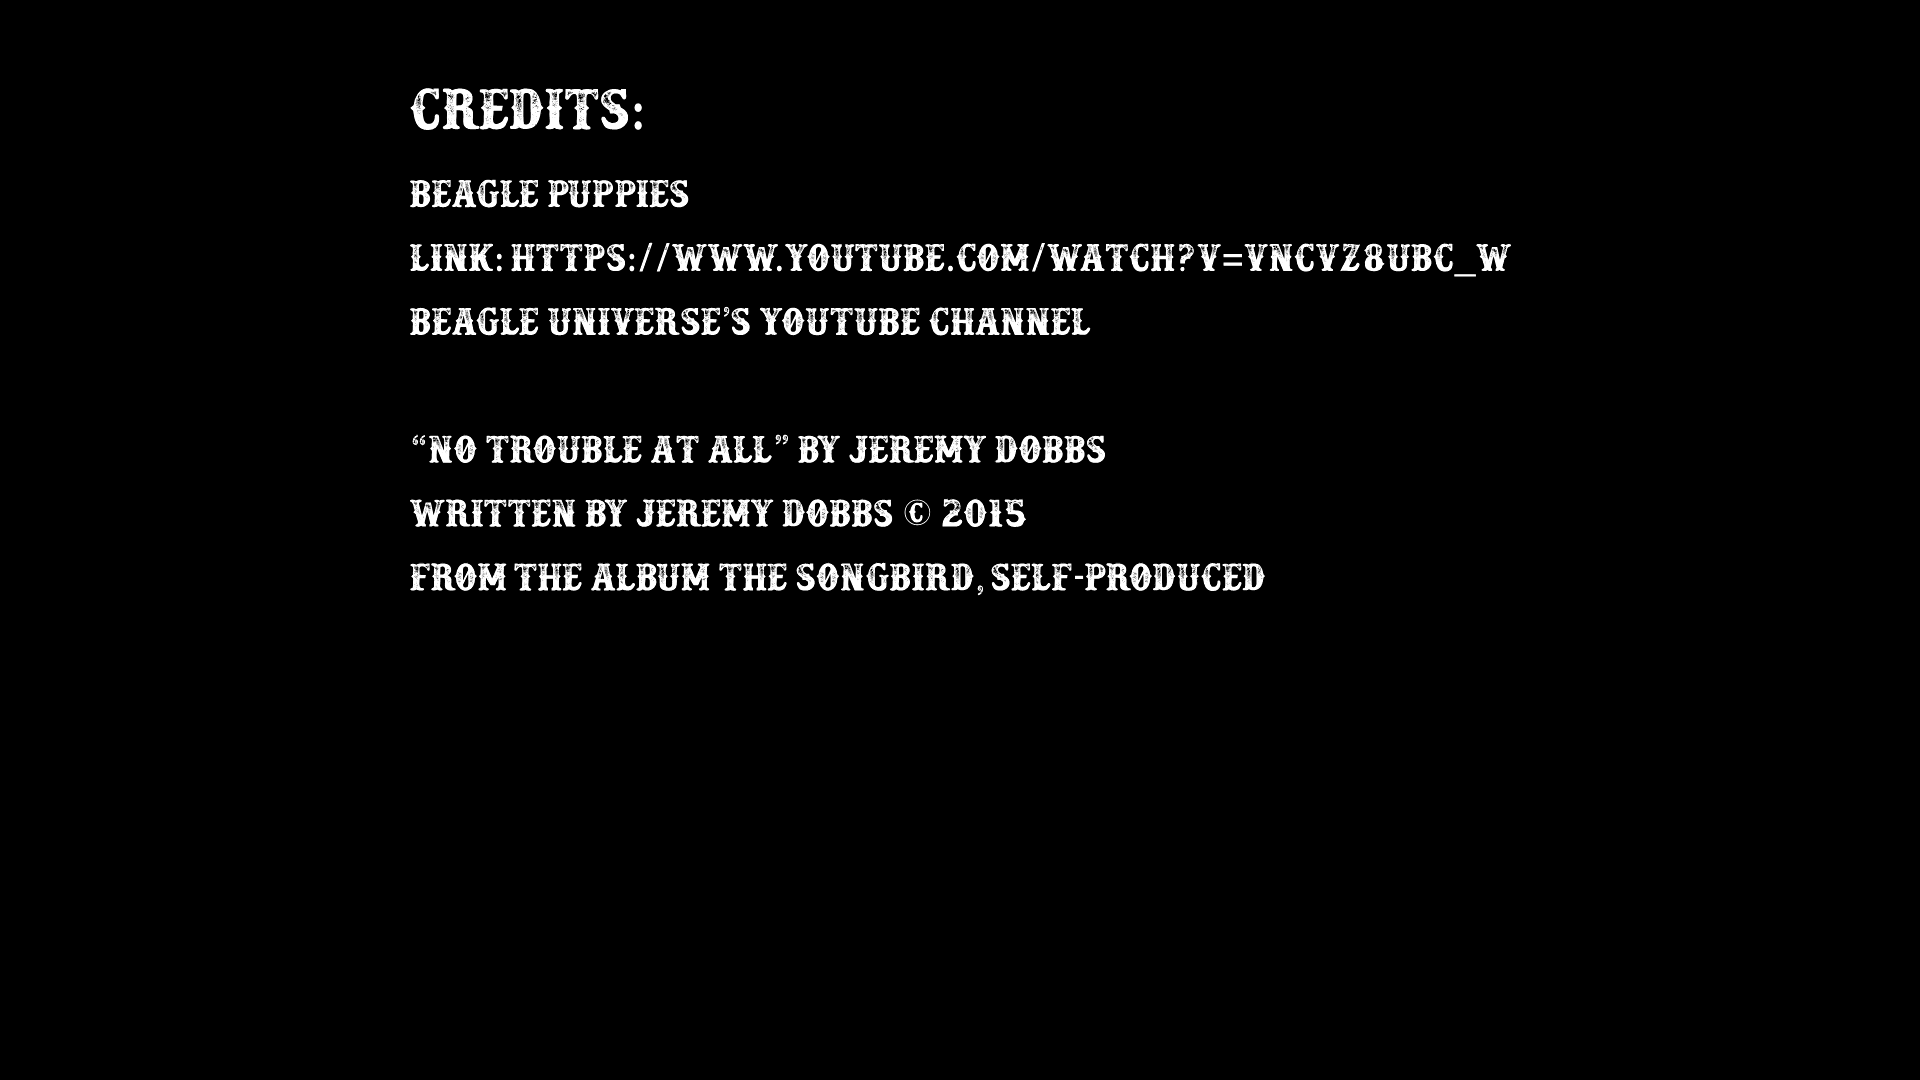 CREDITS:
BEAGLE PUPPIES
LINK: HTTPS://WWW.YOUTUBE.COM/WATCH?V=VNCVZ8UBC_W
BEAGLE UNIVERSE’S YOUTUBE CHANNEL
“NO TROUBLE AT ALL” BY JEREMY DOBBS
WRITTEN BY JEREMY DOBBS © 2015
FROM THE ALBUM THE SONGBIRD, SELF-PRODUCED